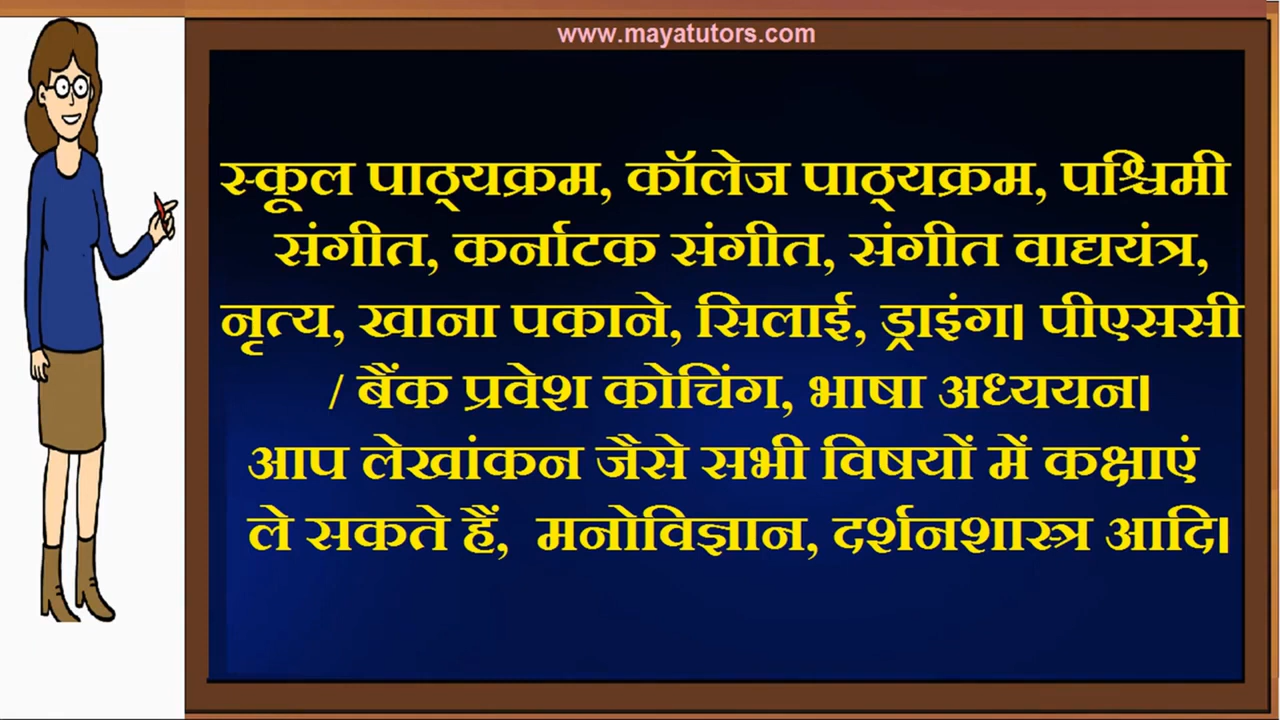 www.mayatutors.com
स्कूल पाठ्यक्रम, कॉलेज पाठ्यक्रम, पश्चिमी
संगीत, कर्नाटक संगीत, संगीत वाद्ययंत्र,
नृत्य, खाना पकाने, सिलाई, ड्राइंग। पीएससी
/ बैंक प्रवेश कोचिंग, भाषा अध्ययन।
आप लेखांकन जैसे सभी विषयों में कक्षाएं
ले सकते हैं, मनोविज्ञान, दर्शनशास्त्र आदि।